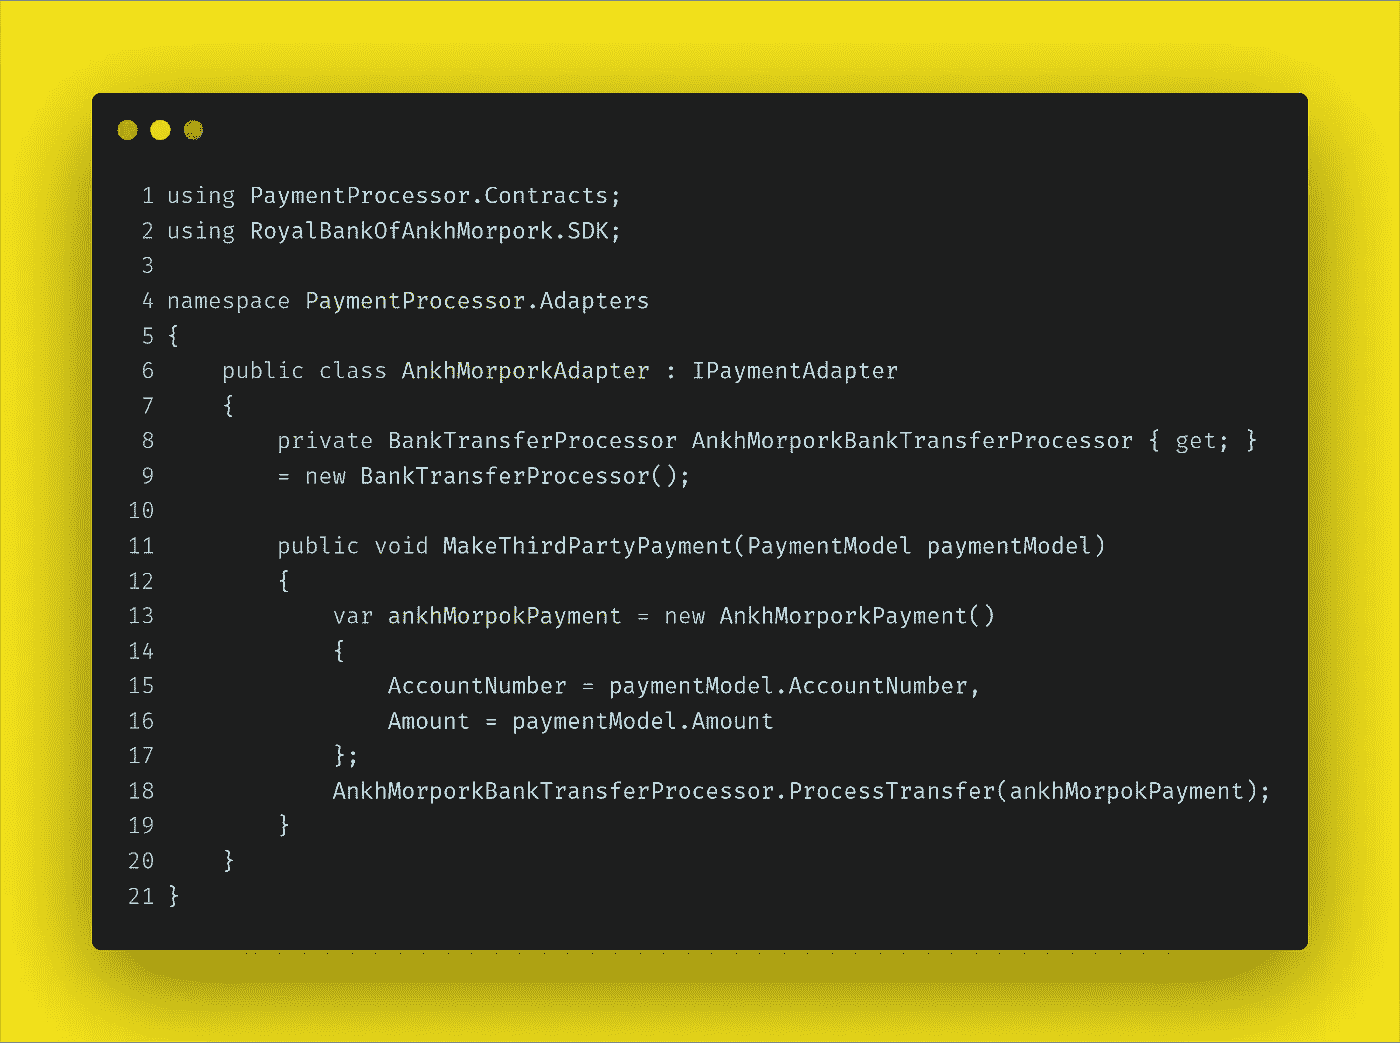 1 using PaymentProcessor.Contracts;
2 using RoyalBankOfAnkhMorpork.SDK;
3
4 namespace PaymentProcessor.Adapters
5 {
6     public class AnkhMorporkAdapter : IPaymentAdapter
7     {
8         private BankTransferProcessor AnkhMorporkBankTransferProcessor { get; }
9         = new BankTransferProcessor();
10
11         public void MakeThirdPartyPayment(PaymentModel paymentModel)
12         {
13             var ankhMorpokPayment = new AnkhMorporkPayment()
14             {
15                 AccountNumber = paymentModel.AccountNumber,
16                 Amount = paymentModel.Amount
17             };
18             AnkhMorporkBankTransferProcessor.ProcessTransfer(ankhMorpokPayment);
19         }
20     }
21 }